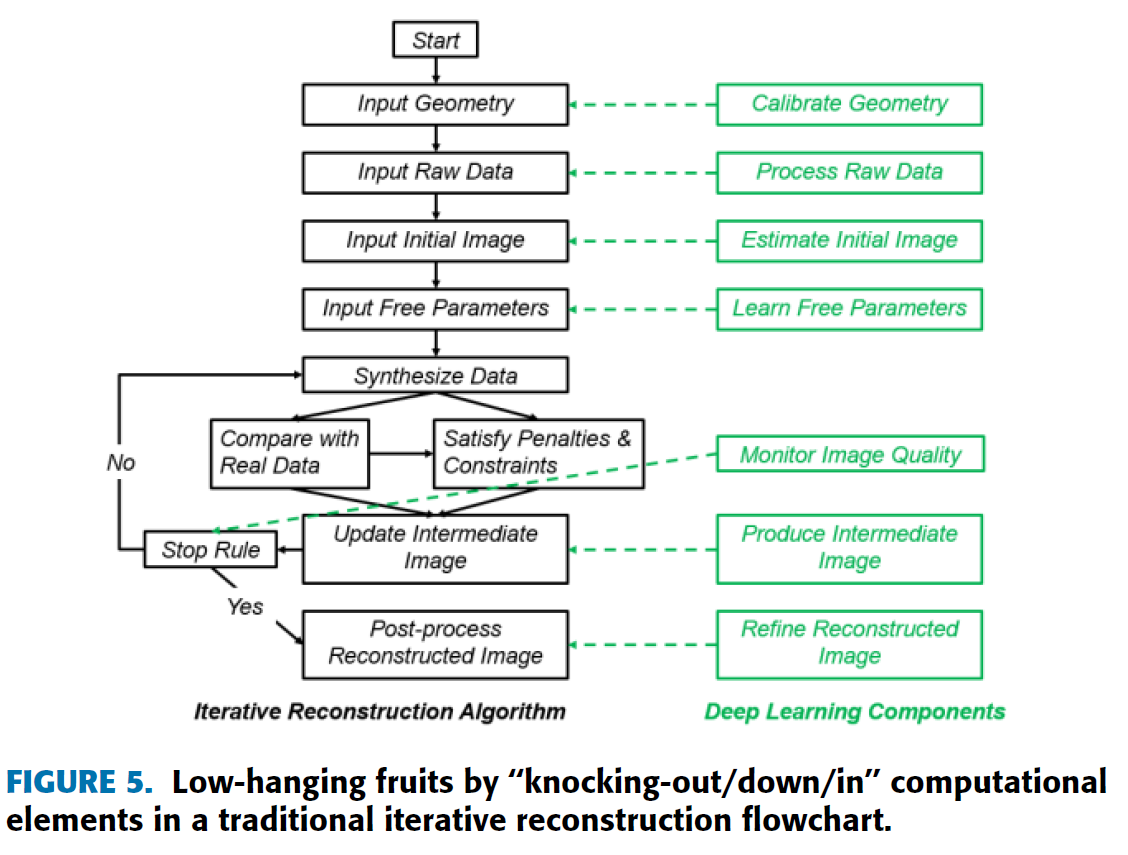 Start
Input Geometry
Calibrate Geometry
Input Raw Data
Process Raw Data
Input Initial Image
Estimate Initial Image
Input Free Parameters
Learn Free Parameters
Synthesize Data
Compare with
Real Data
Satisfy Penalties &
Constraints
Monitor Image Quality
No
Stop Rule
Update Intermediate
Image
Produce Intermediate
Image
Yes
Post-process
Reconstructed Image
Refine Reconstructed
Image
Iterative Reconstruction Algorithm
Deep Learning Components
FIGURE 5. Low-hanging fruits by “knocking-out/down/in” computational
elements in a traditional iterative reconstruction flowchart.